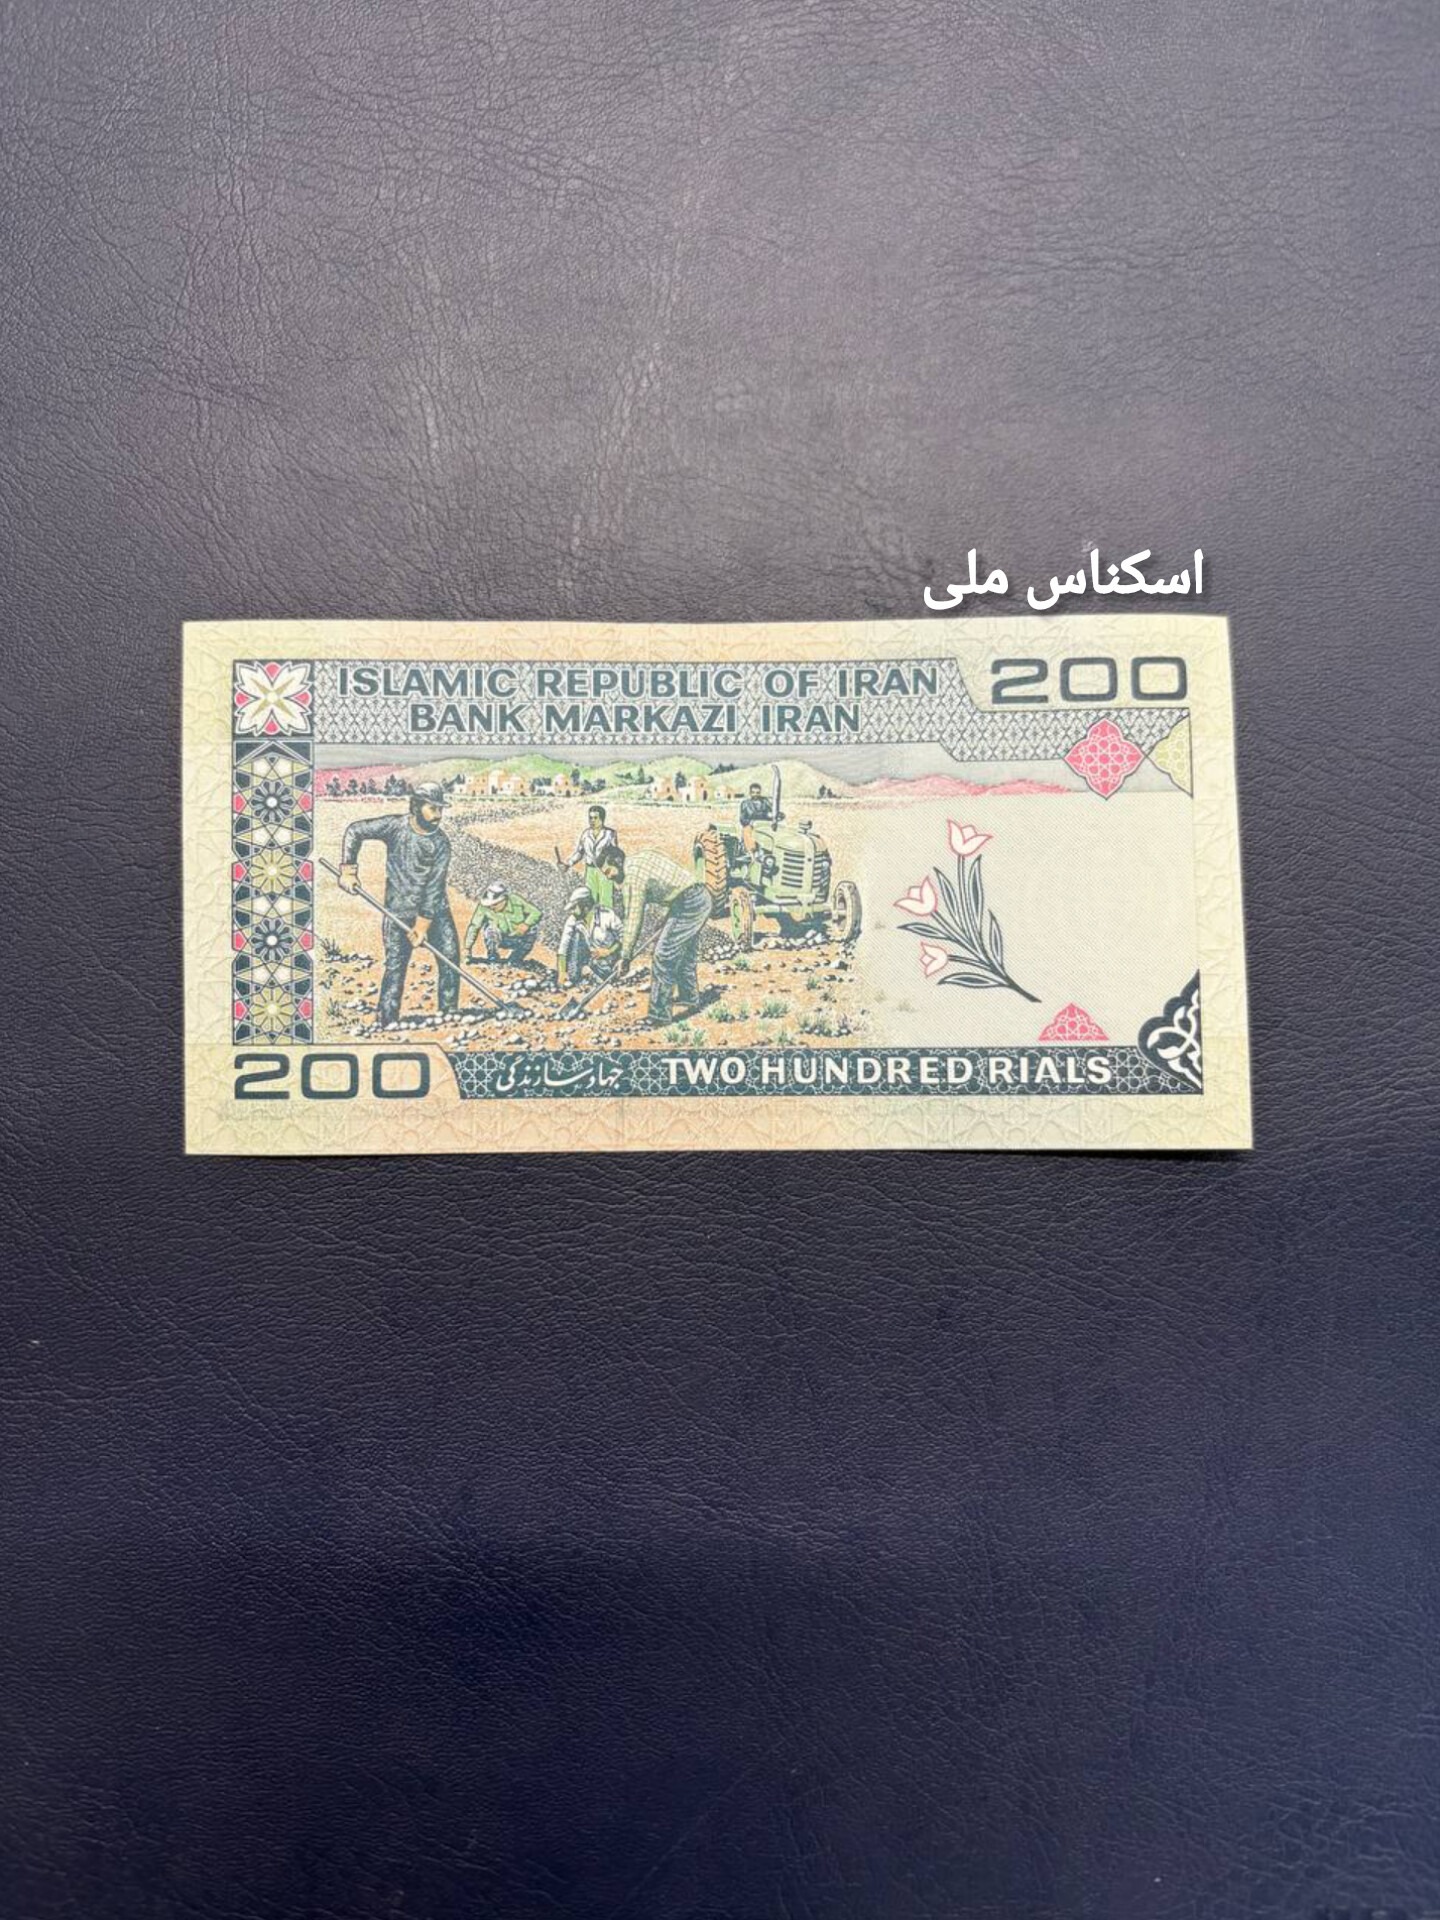 اسکناس ملی
ISLAMIC REPUBLIC OF IRAN
200
BANK MARKAZI IRAN
200
جهاد سازندگی
TWO HUNDRED RIALS